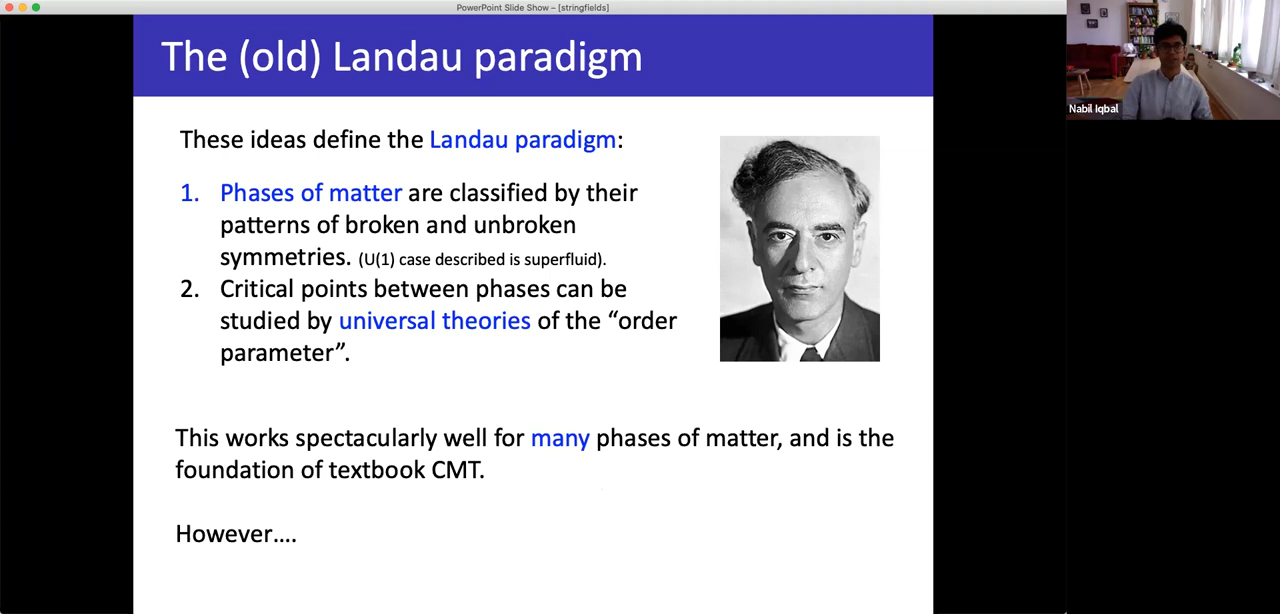 PowerPoint Slide Show – [stringfields]
The (old) Landau paradigm
These ideas define the Landau paradigm:
1. Phases of matter are classified by their
patterns of broken and unbroken
symmetries. (U(1) case described is superfluid).
2. Critical points between phases can be
studied by universal theories of the “order
parameter”.
This works spectacularly well for many phases of matter, and is the
foundation of textbook CMT.
However....
Nabil Iqbal